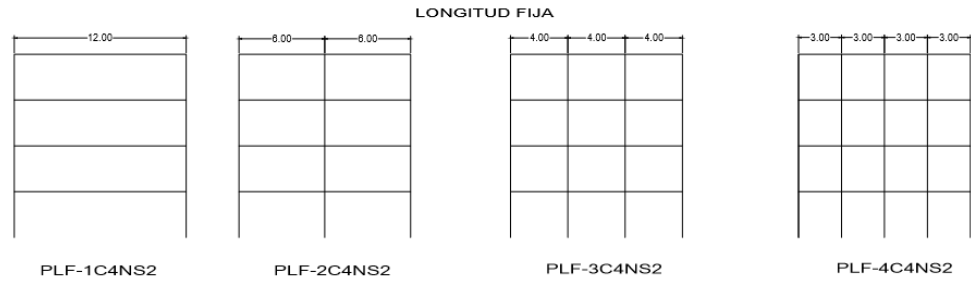 LONGITUD FIJA
12.00
6.00 6.00
4.00 4.00 4.00
3.00 3.00 3.00 3.00
PLF-1C4NS2
PLF-2C4NS2
PLF-3C4NS2
PLF-4C4NS2